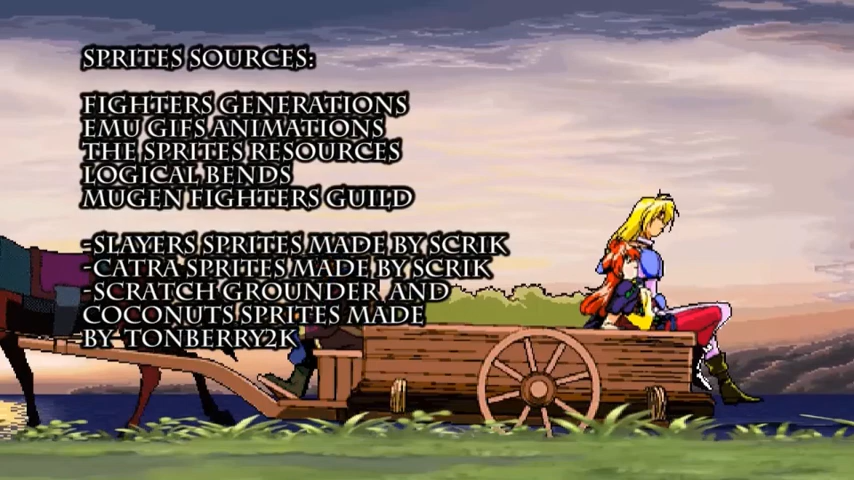 SPRITES SOURCES:
FIGHTERS GENERATIONS
EMU GIFS ANIMATIONS
THE SPRITES RESOURCES
LOGICAL BENDS
MUGEN FIGHTERS GUILD
-SLAYERS SPRITES MADE BY SCRIK
-CATRA SPRITES MADE BY SCRIK
-SCRATCH GROUNDER AND
COCONUTS SPRITES MADE
BY TONBERRY2K